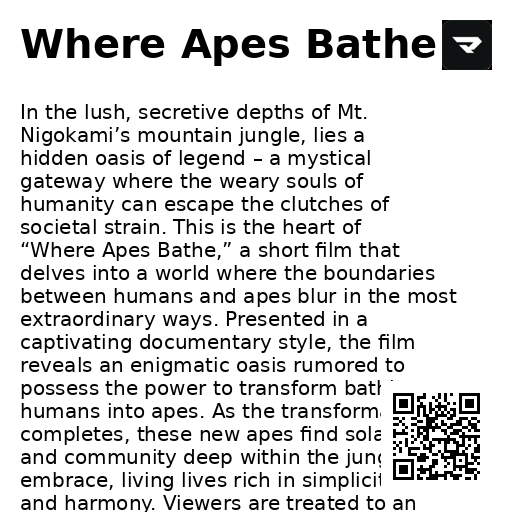 Where Apes Bathe
In the lush, secretive depths of Mt.
Nigokami’s mountain jungle, lies a
hidden oasis of legend – a mystical
gateway where the weary souls of
humanity can escape the clutches of
societal strain. This is the heart of
“Where Apes Bathe,” a short film that
delves into a world where the boundaries
between humans and apes blur in the most
extraordinary ways. Presented in a
captivating documentary style, the film
reveals an enigmatic oasis rumored to
possess the power to transform
humans into apes. As the
completes, these new apes find
and community deep within the
embrace, living lives rich in
and harmony. Viewers are treated to an